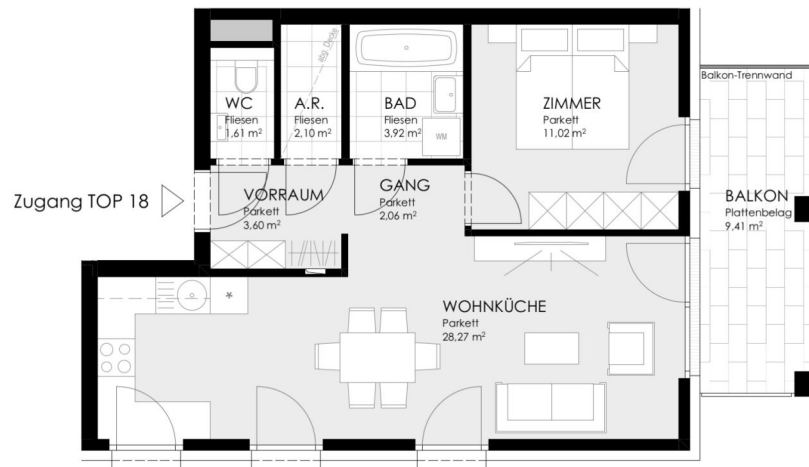 WC
Fliesen
1,61 m²
A.R.
Fliesen
2,10 m²
abg. Decke
BAD
Fliesen
3,92 m²
WM
ZIMMER
Parkett
11,02 m²
Balkon-Trennwand
Zugang TOP 18
VORRAUM
Parkett
3,60 m²
GANG
Parkett
2,06 m²
BALKON
Plattenbelag
9,41 m²
*
WOHNKÜCHE
Parkett
28,27 m²